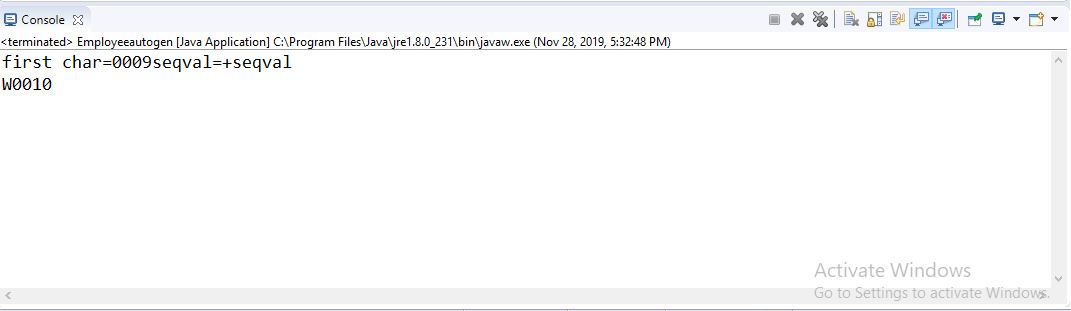 Console
<terminated> Employeeautogen [Java Application] C:\Program Files\Java\jre1.8.0_231\bin\javaw.exe (Nov 28, 2019, 5:32:48 PM)
first char=0009seqval=+seqval
W0010
Activate Windows
Go to Settings to activate Windows.